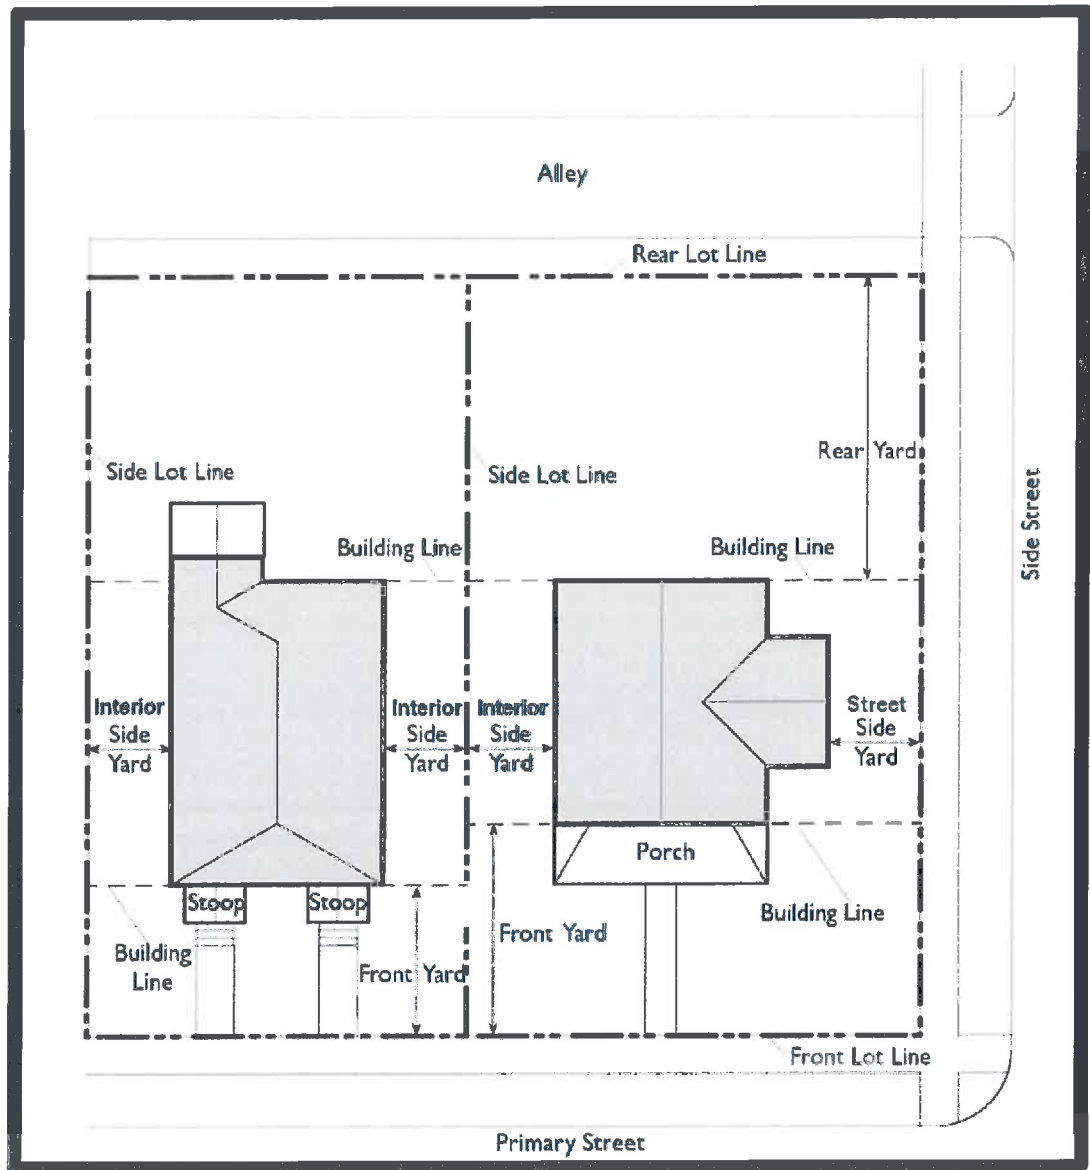 Alley
Rear Lot Line
Rear Yard
Side Lot Line
Side Lot Line
Side Street
Building Line
Building Line
Interior
Side
Yard
Interior
Side
Yard
Interior
Side
Yard
Street
Side
Yard
Porch
Stoop
Stoop
Building Line
Front Yard
Building
Line
Front Yard
Front Lot Line
Primary Street